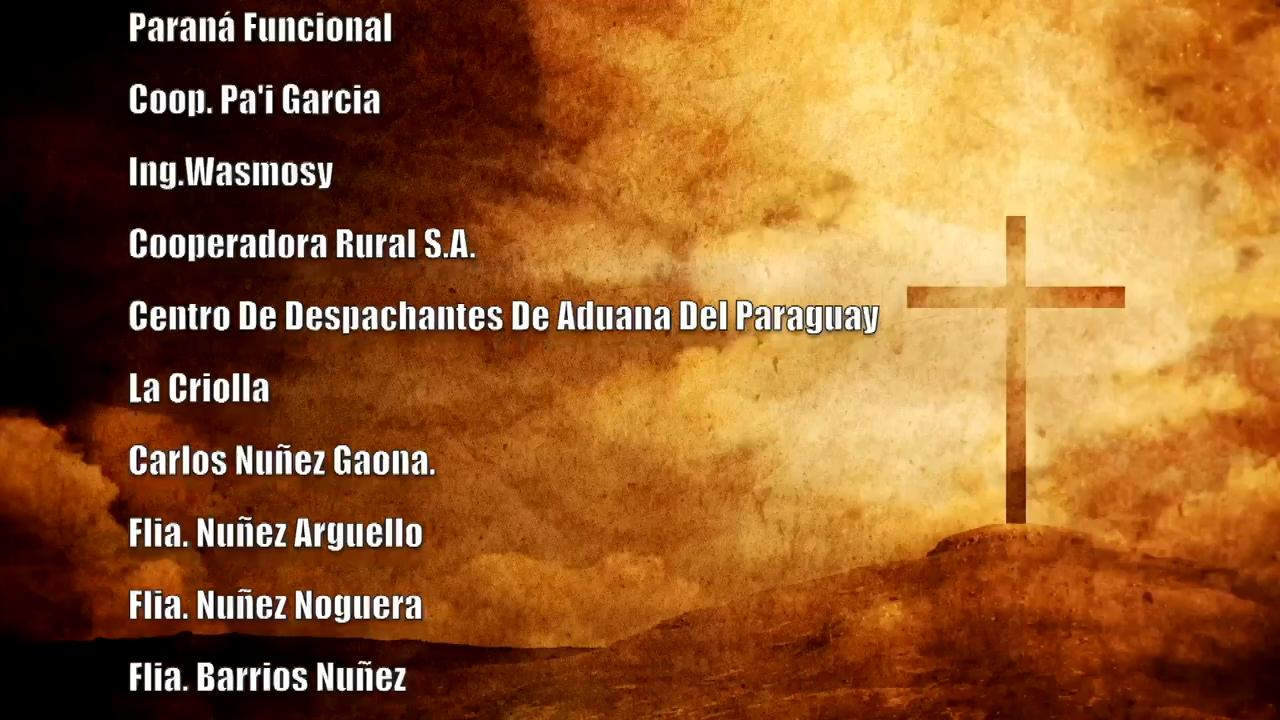 Paraná Funcional
Coop. Pa'i Garcia
Ing.Wasmosy
Cooperadora Rural S.A.
Centro De Despachantes De Aduana Del Paraguay
La Criolla
Carlos Nuñez Gaona.
Flia. Nuñez Arguello
Flia. Nuñez Noguera
Flia. Barrios Nuñez